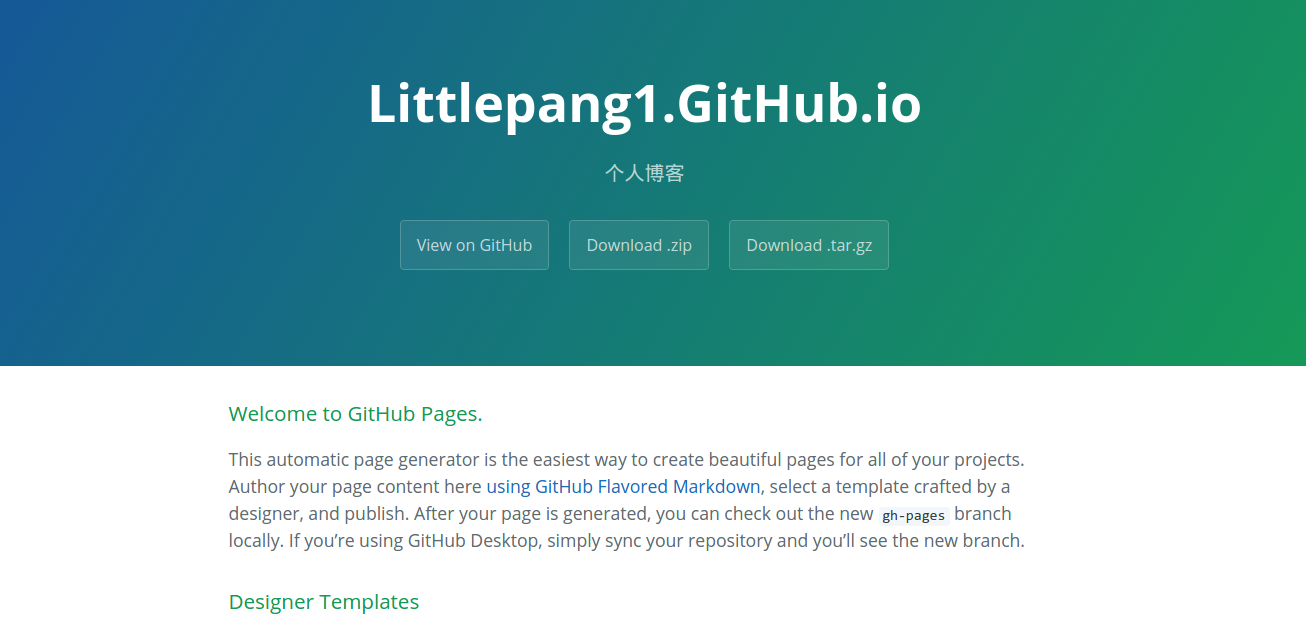 Littlepang1.GitHub.io
个人博客
View on GitHub
Download .zip
Download .tar.gz
Welcome to GitHub Pages.
This automatic page generator is the easiest way to create beautiful pages for all of your projects.
Author your page content here using GitHub Flavored Markdown, select a template crafted by a
designer, and publish. After your page is generated, you can check out the new gh-pages branch
locally. If you’re using GitHub Desktop, simply sync your repository and you’ll see the new branch.
Designer Templates